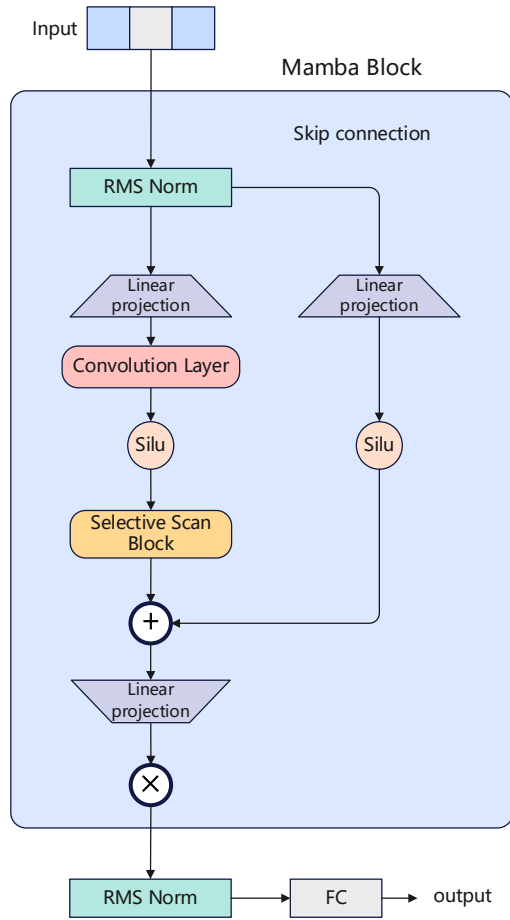 Input
Mamba Block
Skip connection
RMS Norm
Linear
projection
Linear
projection
Convolution Layer
Silu
Silu
Selective Scan
Block
+
Linear
projection
×
RMS Norm
FC
output